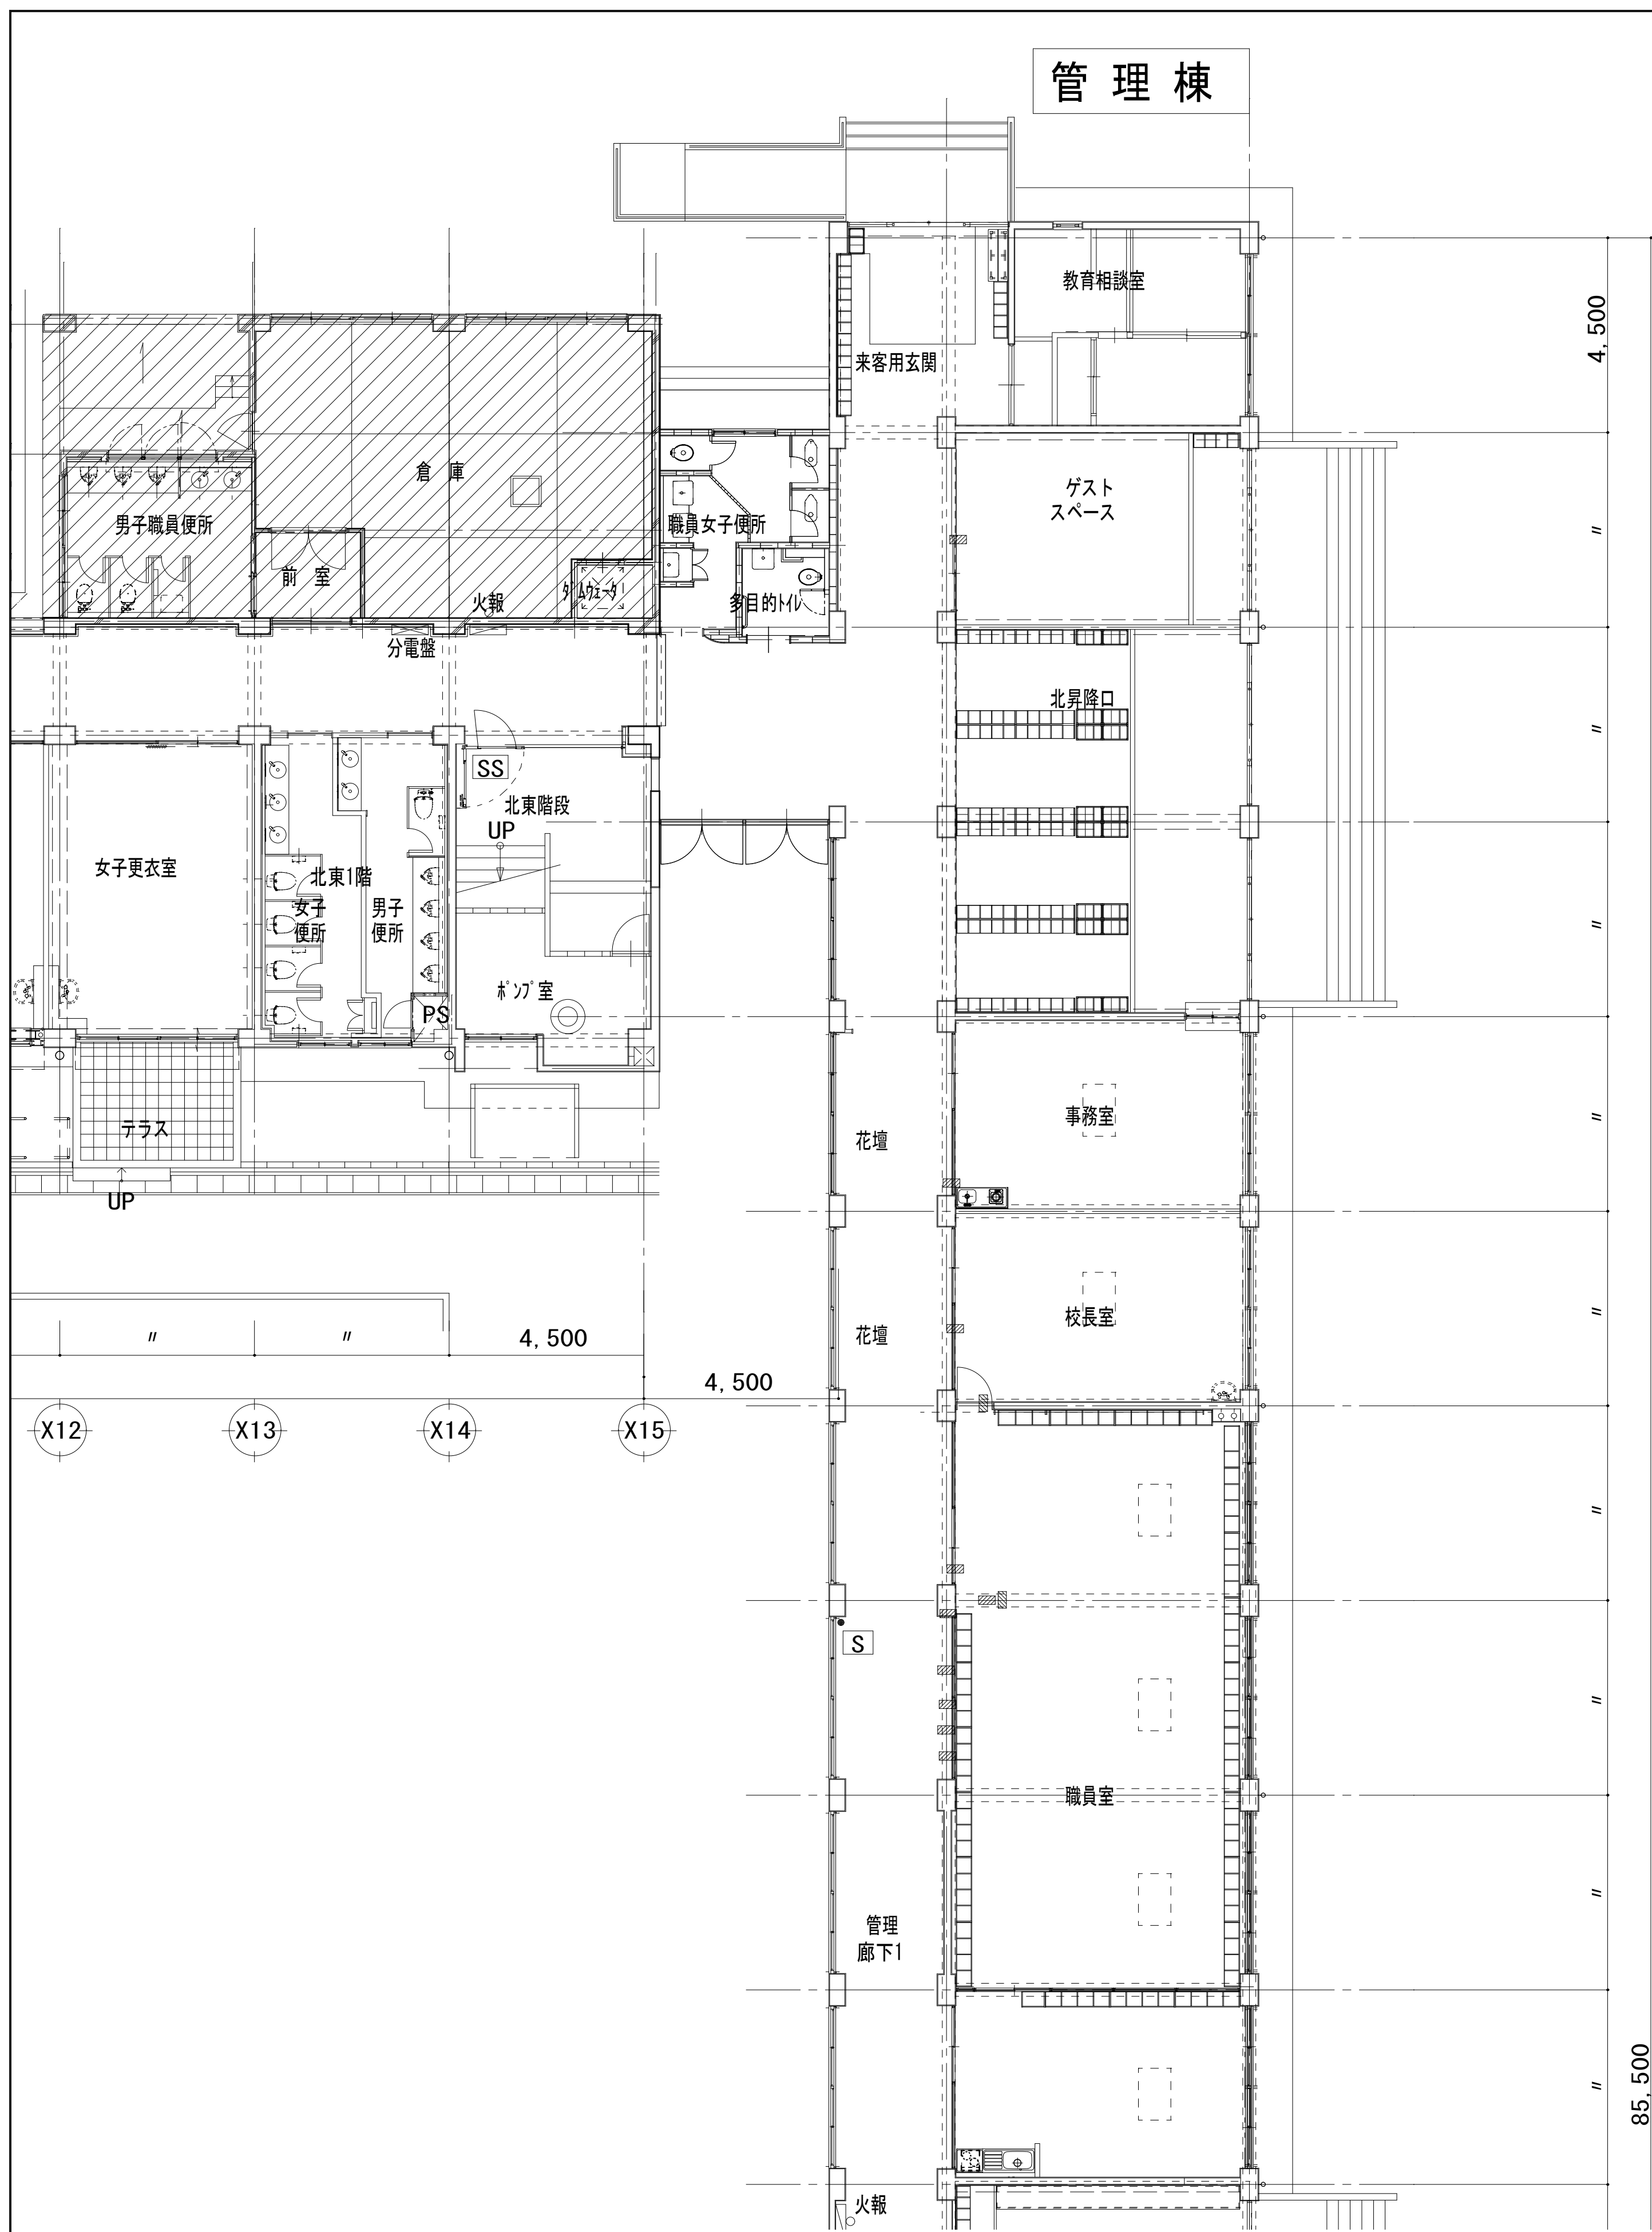 管理棟
教育相談室
4,500
来客用玄関
倉庫
ゲスト
スペース
〃
男子職員便所
職員女子便所
前室
火報
ダムウェータ
多目的トイレ
分電盤
北昇降口
〃
SS
北東階段
UP
女子更衣室
北東1階
女子
便所
男子
便所
〃
ポンプ室
PS
テラス
花壇
事務室
〃
UP
花壇
校長室
〃
〃
〃
4,500
4,500
X12
X13
X14
X15
〃
S
〃
職員室
管理
廊下1
〃
〃
85,500
火報